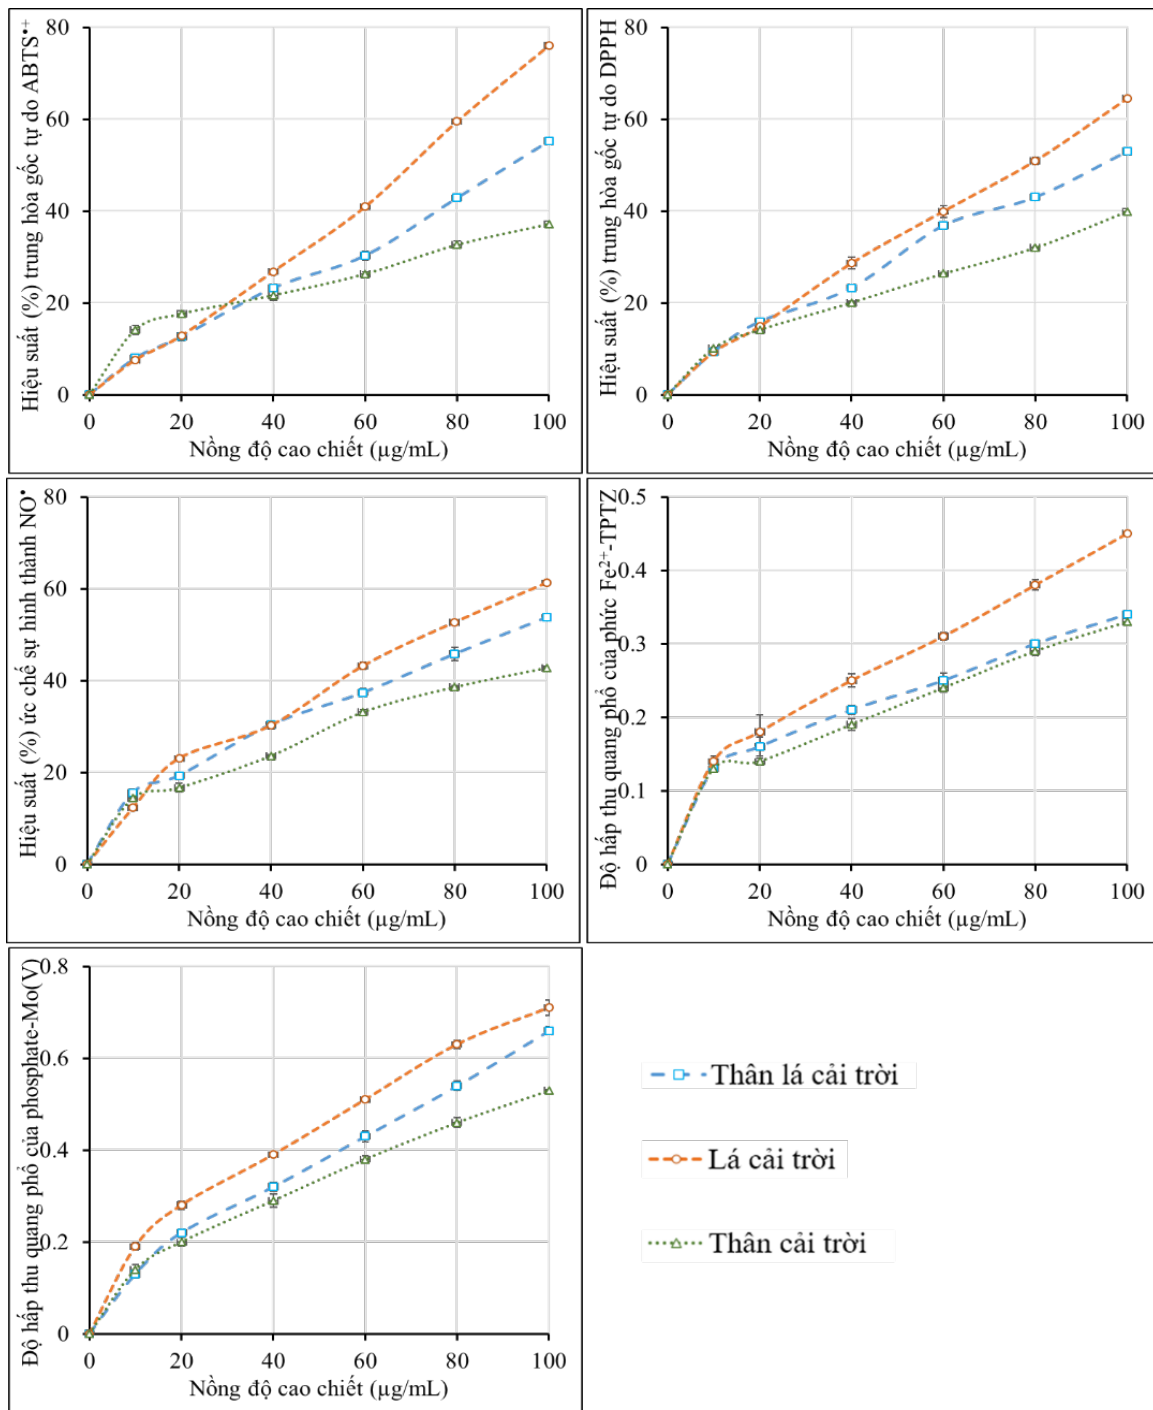 Hiệu suất (%) trung hòa gốc tự do ABTS•+
80
60
40
20
0
0 20 40 60 80 100
Nồng độ cao chiết (µg/mL)
Hiệu suất (%) trung hòa gốc tự do DPPH
80
60
40
20
0
0 20 40 60 80 100
Nồng độ cao chiết (µg/mL)
Hiệu suất (%) ức chế sự hình thành NO•
80
60
40
20
0
0 20 40 60 80 100
Nồng độ cao chiết (µg/mL)
Độ hấp thu quang phổ của phức Fe²⁺-TPTZ
0.5
0.4
0.3
0.2
0.1
0
0 20 40 60 80 100
Nồng độ cao chiết (µg/mL)
Độ hấp thu quang phổ của phosphate-Mo(V)
0.8
0.6
0.4
0.2
0
0 20 40 60 80 100
Nồng độ cao chiết (µg/mL)
Thân lá cải trời
Lá cải trời
Thân cải trời